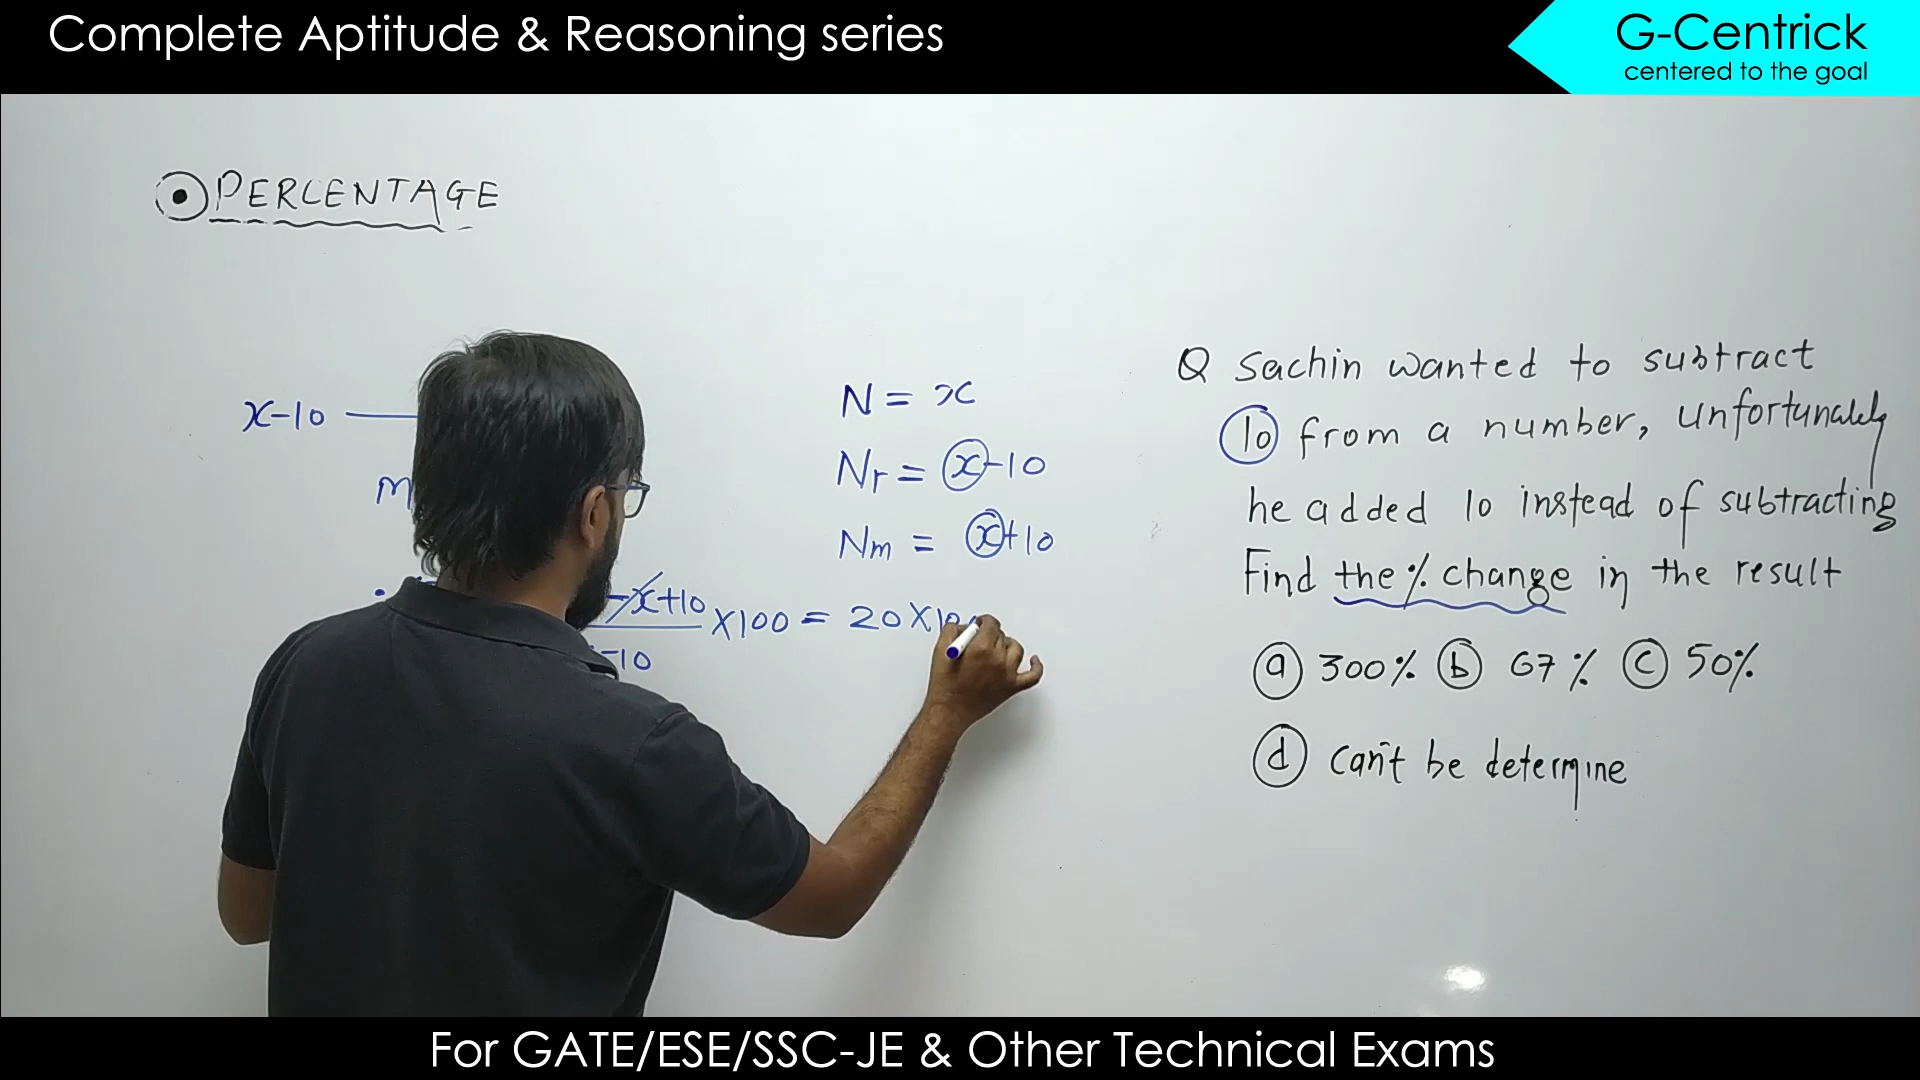 Complete Aptitude & Reasoning series
G-Centrick
centered to the goal
PERCENTAGE
x-10
N = x
Nr = x-10
Nm = x+10
-x+10 X100 = 20X100
-10
Q Sachin wanted to subtract
10 from a number, unfortunately
he added 10 instead of subtracting
Find the % change in the result
a 300% b 67% c 50%
d can't be determine
For GATE/ESE/SSC-JE & Other Technical Exams